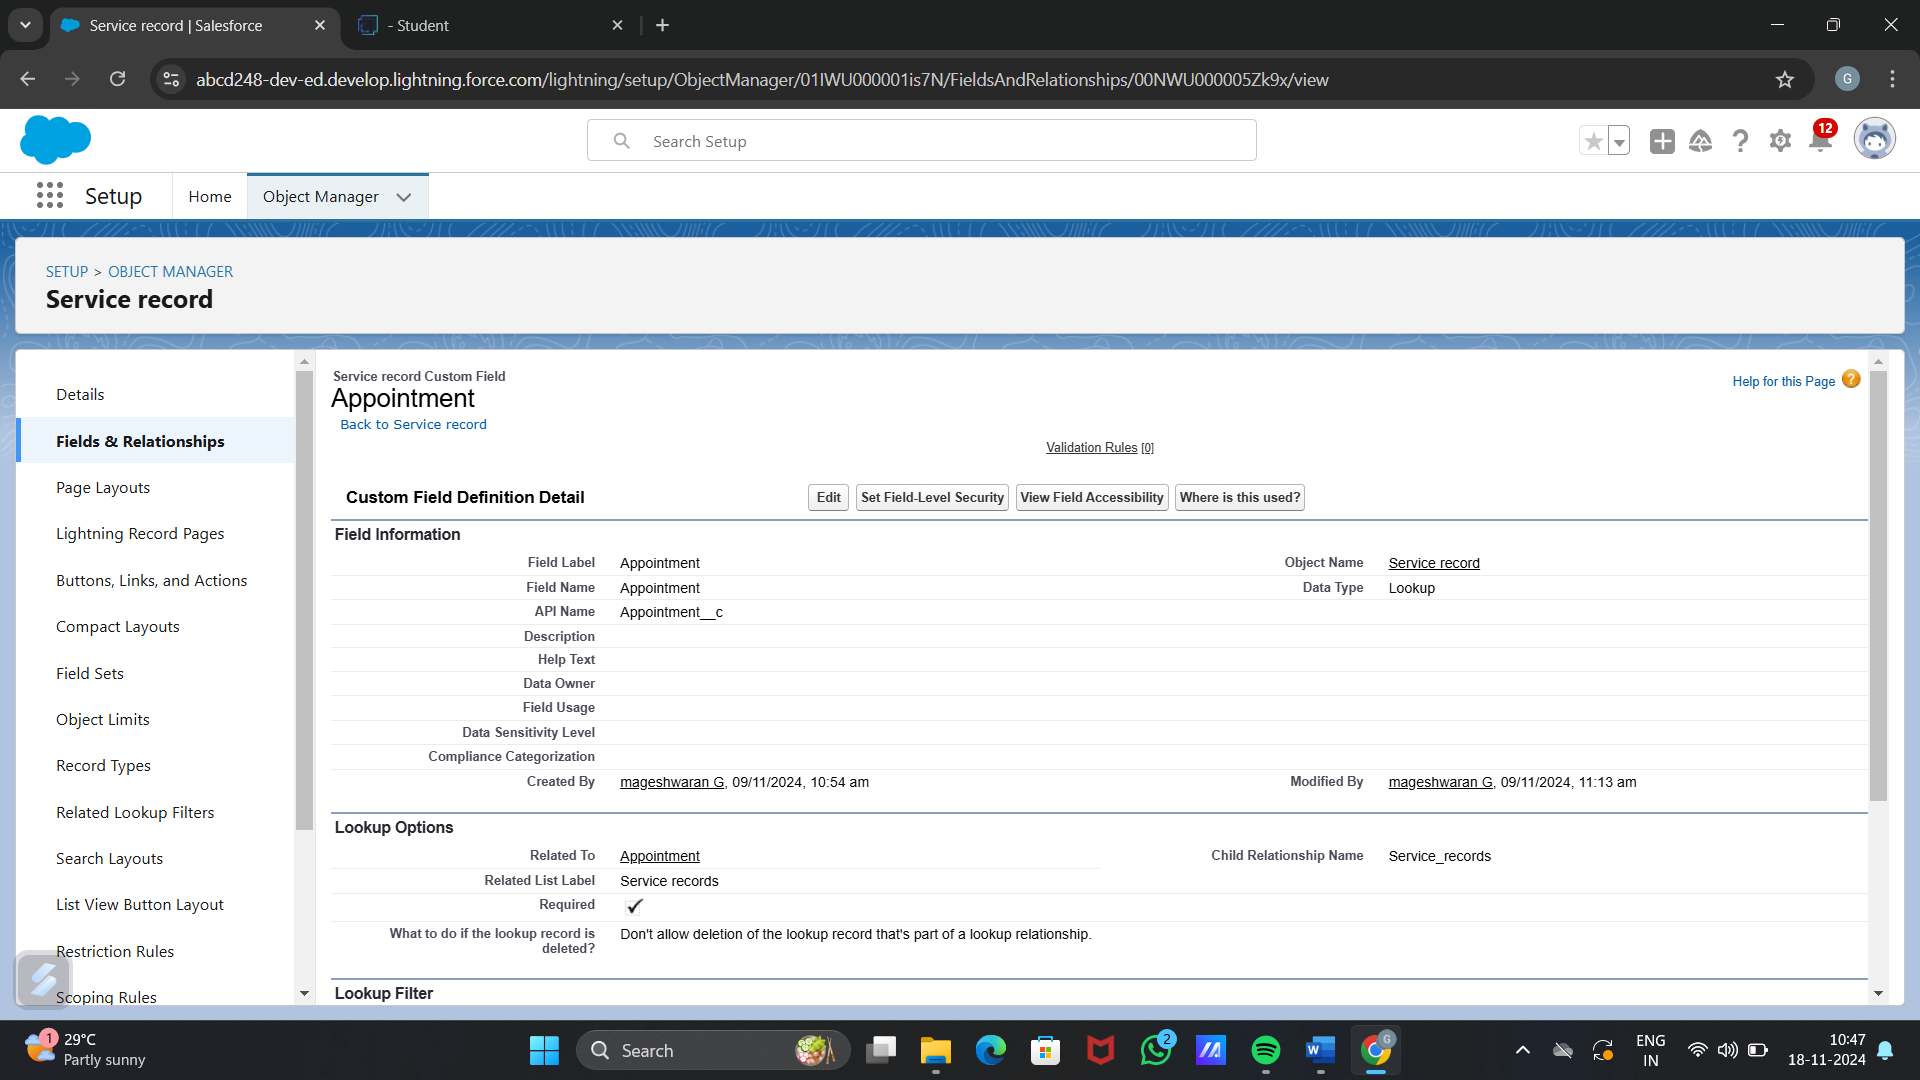 Service record | Salesforce
- Student
abcd248-dev-ed.develop.lightning.force.com/lightning/setup/ObjectManager/01IWU000001is7N/FieldsAndRelationships/00NWU000005Zk9x/view
G
Search Setup
12
Setup
Home
Object Manager
SETUP > OBJECT MANAGER
Service record
Details
Fields & Relationships
Page Layouts
Lightning Record Pages
Buttons, Links, and Actions
Compact Layouts
Field Sets
Object Limits
Record Types
Related Lookup Filters
Search Layouts
List View Button Layout
Restriction Rules
Scoping Rules
Service record Custom Field
Appointment
Back to Service record
Help for this Page ?
Validation Rules [0]
Custom Field Definition Detail
Edit
Set Field-Level Security
View Field Accessibility
Where is this used?
Field Information
Field Label Appointment Object Name Service record
Field Name Appointment Data Type Lookup
API Name Appointment__c
Description
Help Text
Data Owner
Field Usage
Data Sensitivity Level
Compliance Categorization
Created By mageshwaran G, 09/11/2024, 10:54 am Modified By mageshwaran G, 09/11/2024, 11:13 am
Lookup Options
Related To Appointment Child Relationship Name Service_records
Related List Label Service records
Required ✓
What to do if the lookup record is
deleted?
Don't allow deletion of the lookup record that's part of a lookup relationship.
Lookup Filter
1
29°C
Partly sunny
Search
2
W
G
ENG
IN
10:47
18-11-2024